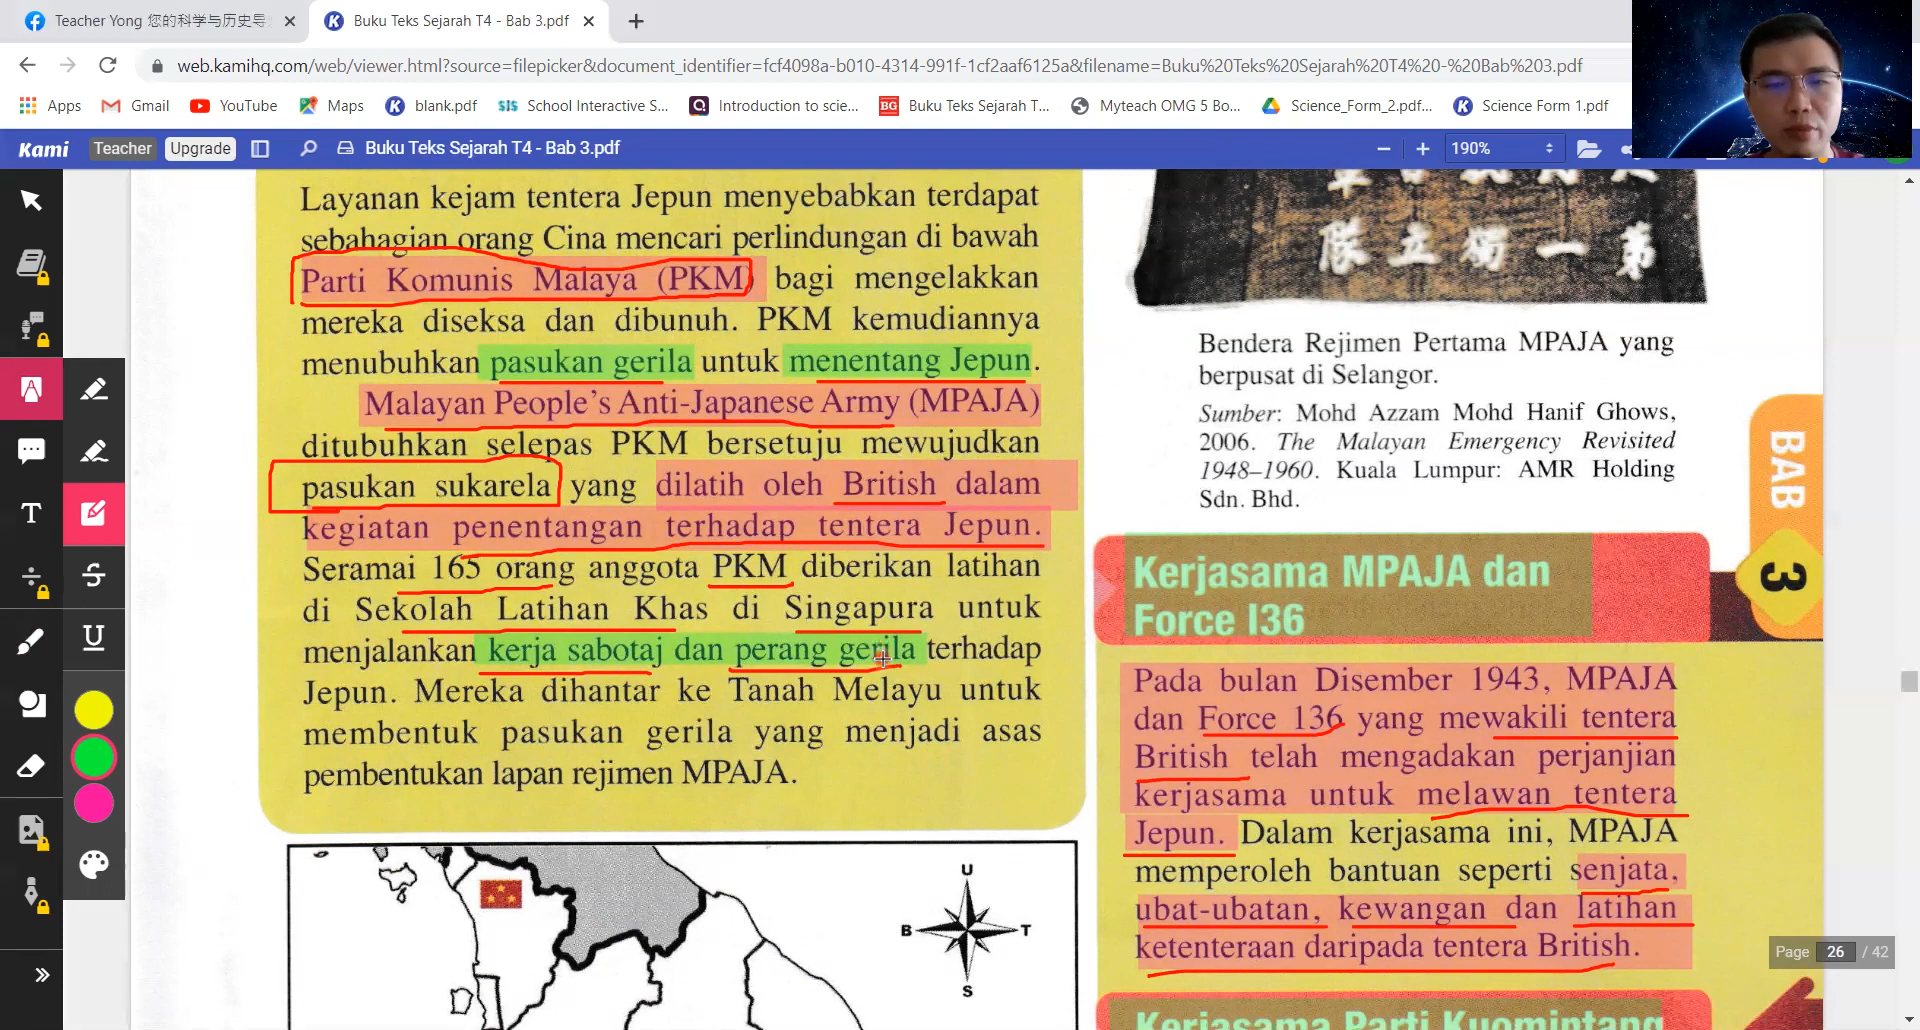 Teacher Yong 您的科学与历史导
Buku Teks Sejarah T4 - Bab 3.pdf
web.kamihq.com/web/viewer.html?source=filepicker&document_identifier=fcf4098a-b010-4314-991f-1cf2aaf6125a&filename=Buku%20Teks%20Sejarah%20T4%20-%20Bab%203.pdf
Apps Gmail YouTube Maps blank.pdf School Interactive S... Introduction to scie... Buku Teks Sejarah T... Myteach OMG 5 Bo... Science_Form_2.pdf... Science Form 1.pdf
Kami Teacher Upgrade Buku Teks Sejarah T4 - Bab 3.pdf 190%
Layanan kejam tentera Jepun menyebabkan terdapat
sebahagian orang Cina mencari perlindungan di bawah
Parti Komunis Malaya (PKM) bagi mengelakkan
mereka diseksa dan dibunuh. PKM kemudiannya
menubuhkan pasukan gerila untuk menentang Jepun.
Malayan People's Anti-Japanese Army (MPAJA)
ditubuhkan selepas PKM bersetuju mewujudkan
pasukan sukarela yang dilatih oleh British dalam
kegiatan penentangan terhadap tentera Jepun.
Seramai 165 orang anggota PKM diberikan latihan
di Sekolah Latihan Khas di Singapura untuk
menjalankan kerja sabotaj dan perang gerila terhadap
Jepun. Mereka dihantar ke Tanah Melayu untuk
membentuk pasukan gerila yang menjadi asas
pembentukan lapan rejimen MPAJA.
U
B T
S
隊立獨一第
Bendera Rejimen Pertama MPAJA yang
berpusat di Selangor.
Sumber: Mohd Azzam Mohd Hanif Ghows,
2006. The Malayan Emergency Revisited
1948–1960. Kuala Lumpur: AMR Holding
Sdn. Bhd.
BAB
3
Kerjasama MPAJA dan
Force 136
Pada bulan Disember 1943, MPAJA
dan Force 136 yang mewakili tentera
British telah mengadakan perjanjian
kerjasama untuk melawan tentera
Jepun. Dalam kerjasama ini, MPAJA
memperoleh bantuan seperti senjata,
ubat-ubatan, kewangan dan latihan
ketenteraan daripada tentera British.
Kerjasama Parti Kuomintang
Page 26 / 42